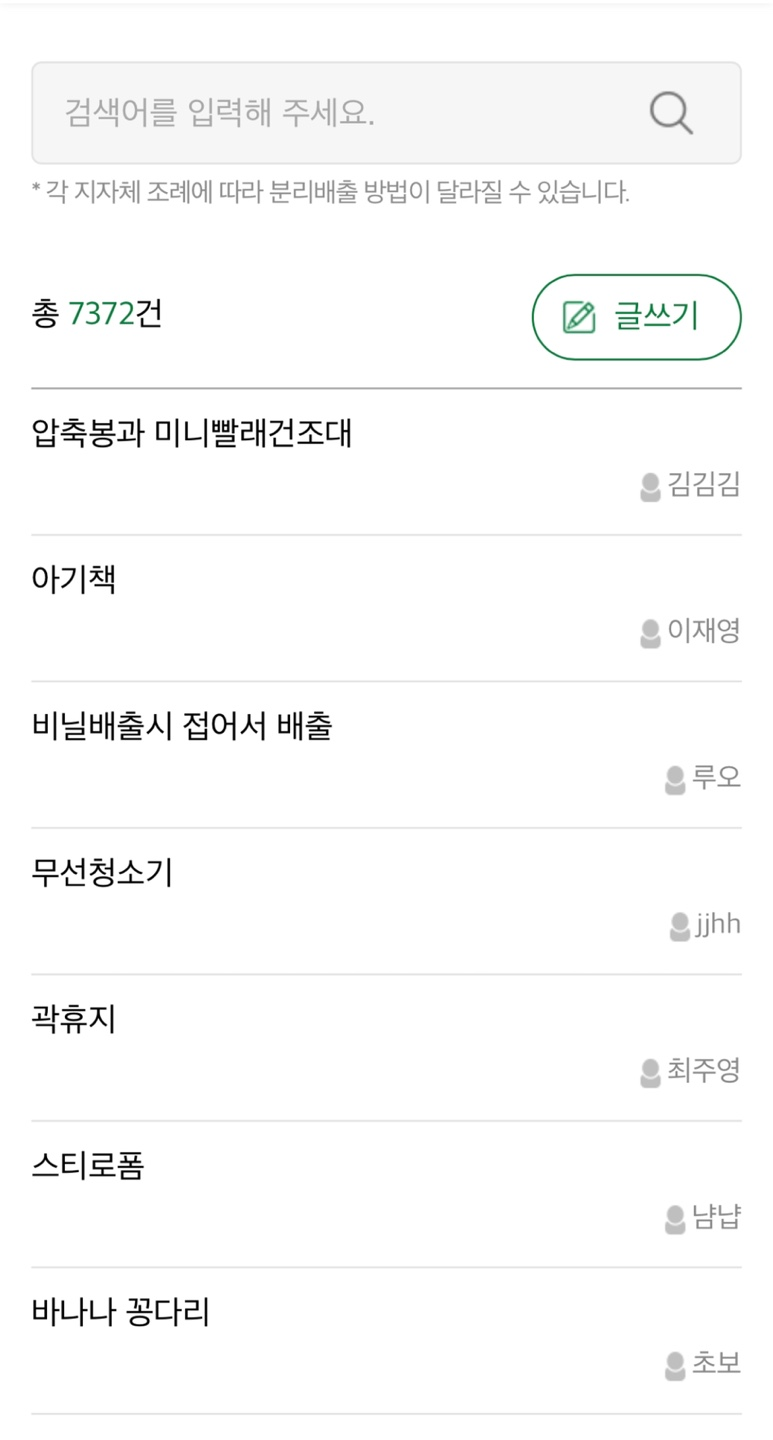 검색어를 입력해 주세요.
* 각 지자체 조례에 따라 분리배출 방법이 달라질 수 있습니다.
총 7372건
글쓰기
압축봉과 미니빨래건조대
김김김
아기책
이재영
비닐배출시 접어서 배출
루오
무선청소기
jjhh
곽휴지
최주영
스티로폼
냠냡
바나나 꽁다리
초보